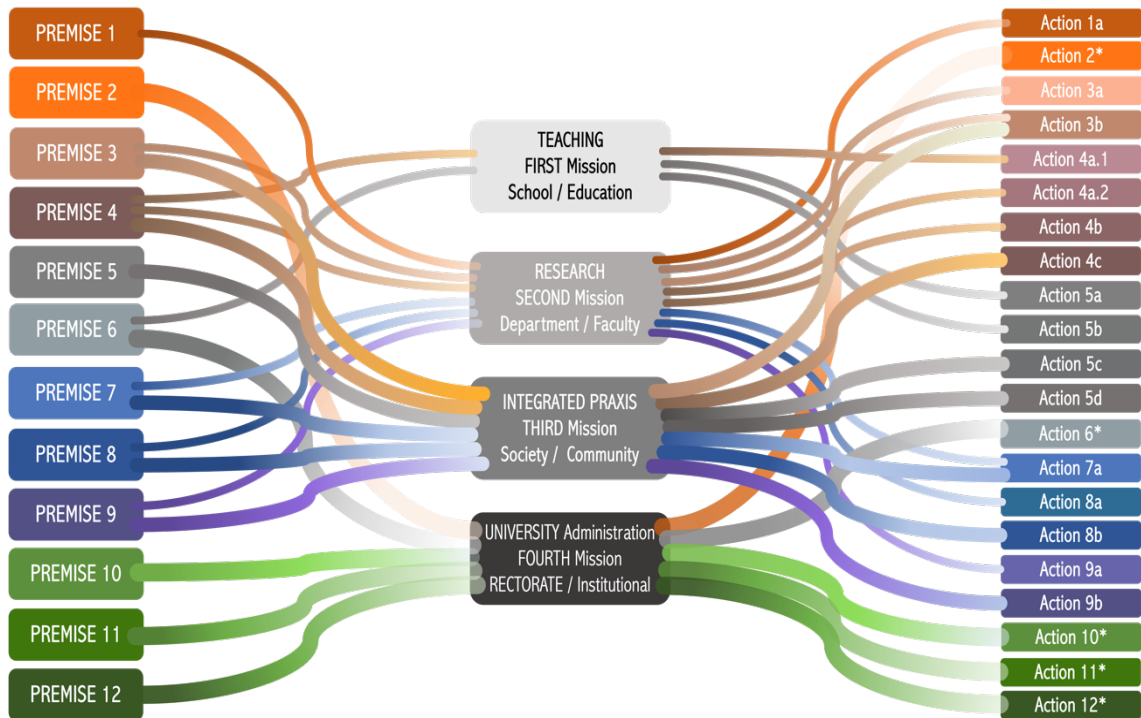 PREMISE 1
PREMISE 2
PREMISE 3
PREMISE 4
PREMISE 5
PREMISE 6
PREMISE 7
PREMISE 8
PREMISE 9
PREMISE 10
PREMISE 11
PREMISE 12
TEACHING
FIRST Mission
School / Education
RESEARCH
SECOND Mission
Department / Faculty
INTEGRATED PRAXIS
THIRD Mission
Society / Community
UNIVERSITY Administration
FOURTH Mission
RECTORATE / Institutional
Action 1a
Action 2*
Action 3a
Action 3b
Action 4a.1
Action 4a.2
Action 4b
Action 4c
Action 5a
Action 5b
Action 5c
Action 5d
Action 6*
Action 7a
Action 8a
Action 8b
Action 9a
Action 9b
Action 10*
Action 11*
Action 12*